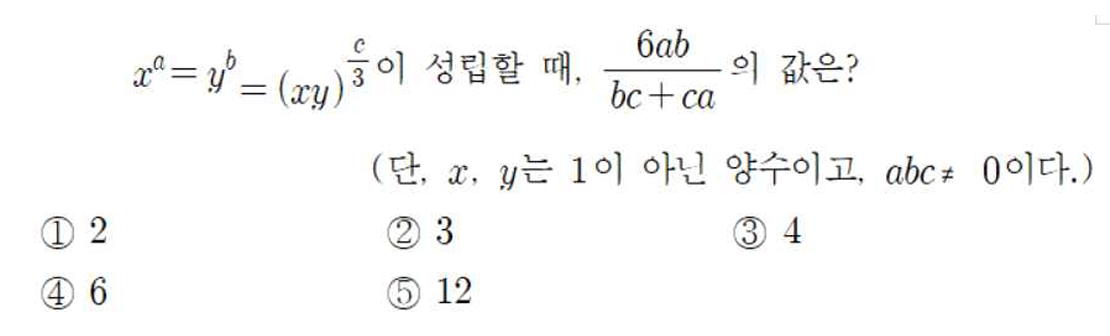 $x^{a}=y^{b}=(xy)^{\frac{c}{3}}$이 성립할 때, $\frac{6ab}{bc+ca}$의 값은?
(단, $x$, $y$는 1이 아닌 양수이고, $abc \neq 0$이다.)
① 2 ② 3 ③ 4
④ 6 ⑤ 12